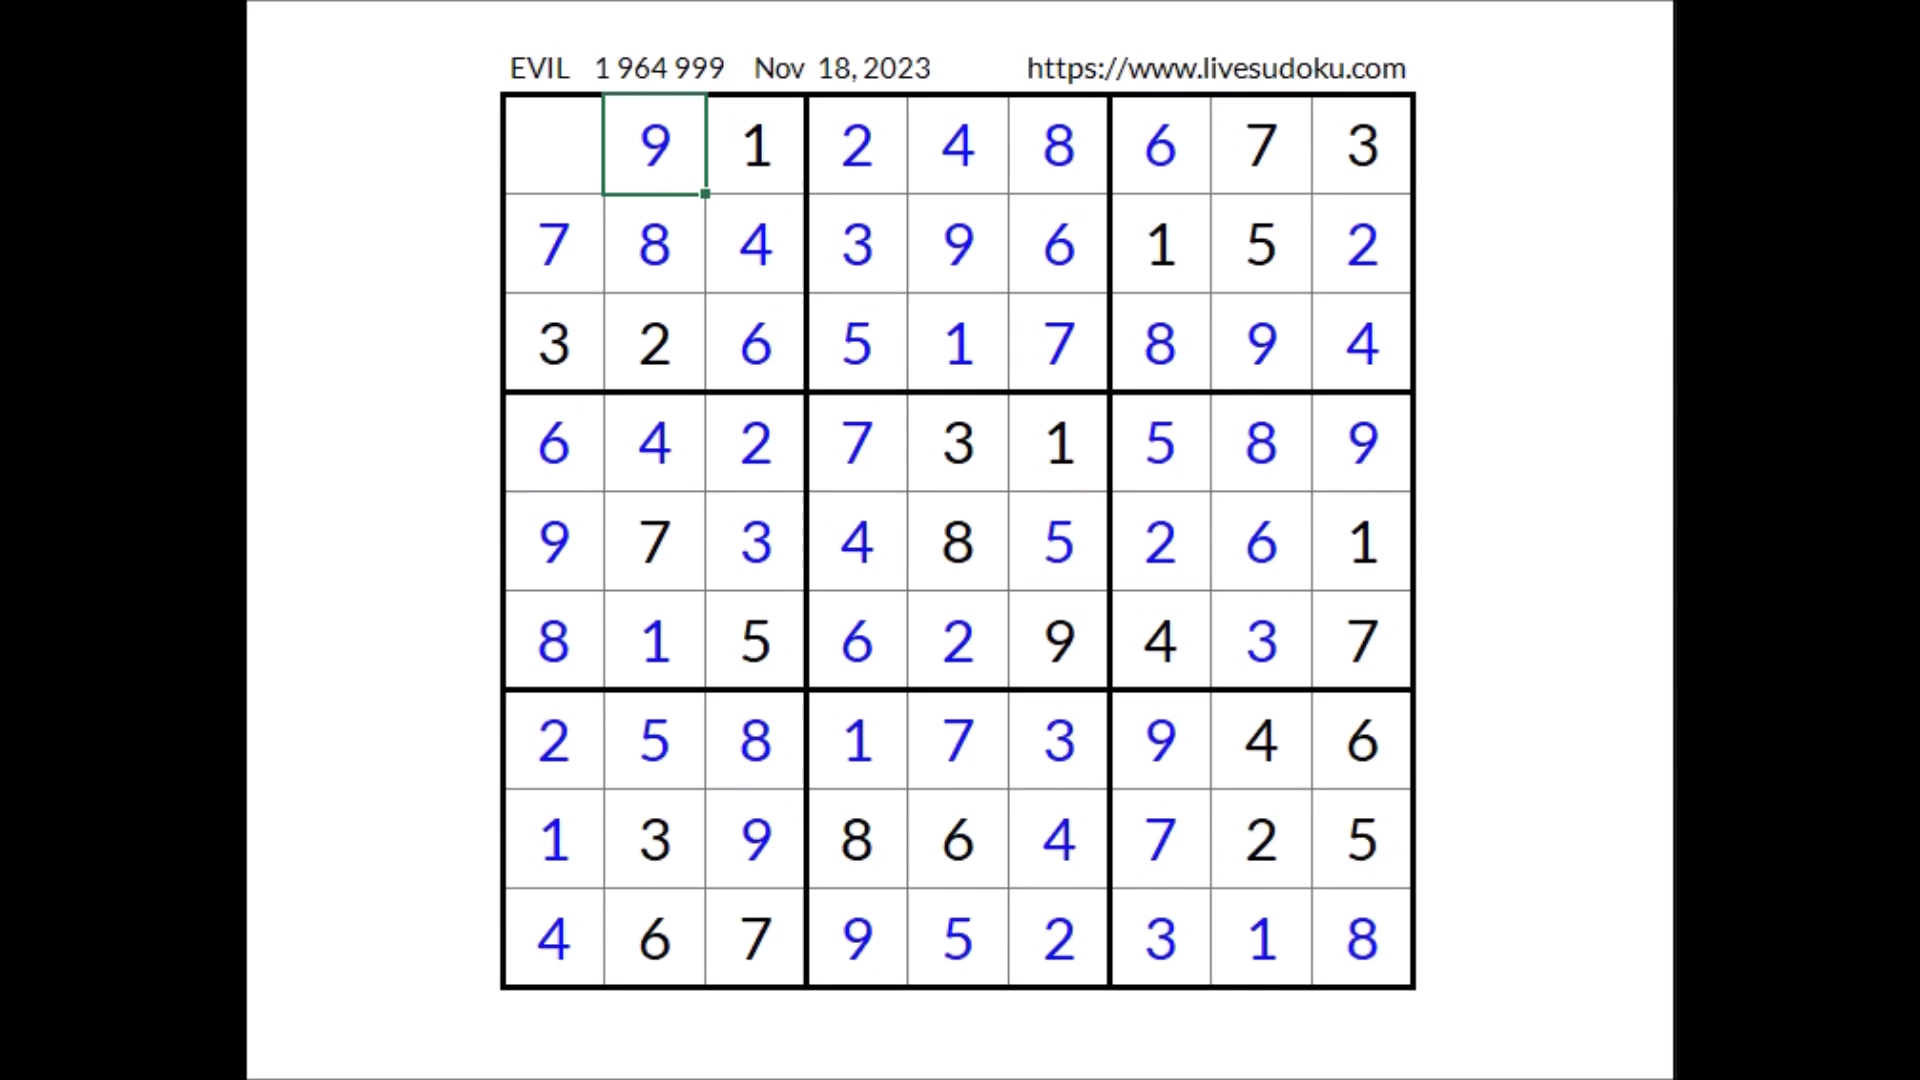 EVIL 1 964 999 Nov 18, 2023 https://www.livesudoku.com
9 1 2 4 8 6 7 3
7 8 4 3 9 6 1 5 2
3 2 6 5 1 7 8 9 4
6 4 2 7 3 1 5 8 9
9 7 3 4 8 5 2 6 1
8 1 5 6 2 9 4 3 7
2 5 8 1 7 3 9 4 6
1 3 9 8 6 4 7 2 5
4 6 7 9 5 2 3 1 8